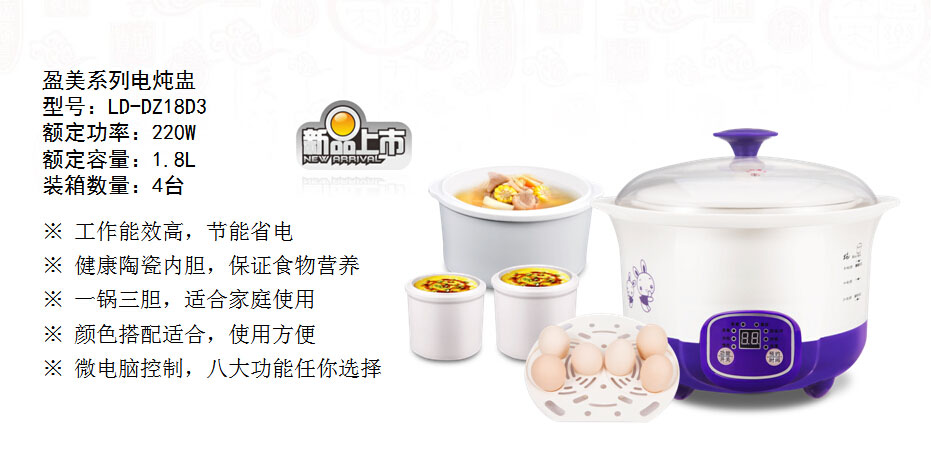 盈美系列电炖盅
型号：LD-DZ18D3
额定功率：220W
额定容量：1.8L
装箱数量：4台
新品上市
NEW ARRIVAL
※ 工作能效高，节能省电
※ 健康陶瓷内胆，保证食物营养
※ 一锅三胆，适合家庭使用
※ 颜色搭配适合，使用方便
※ 微电脑控制，八大功能任你选择
88